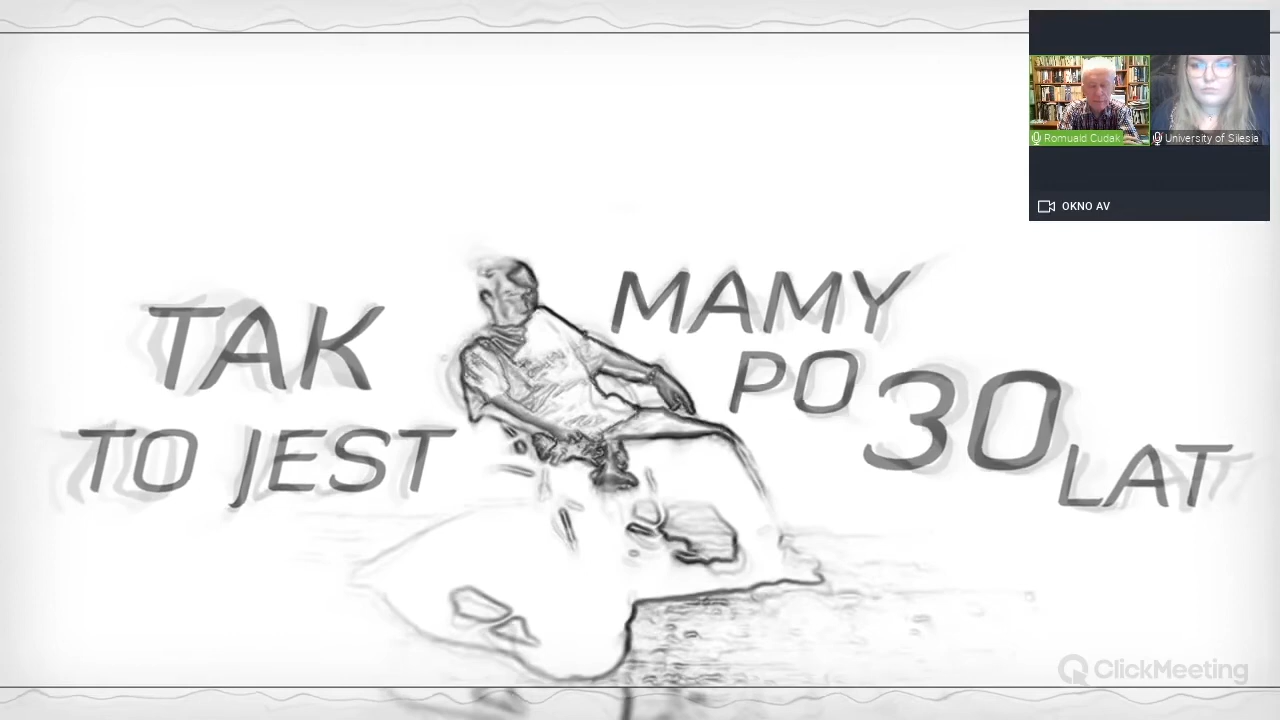 TAK
TO JEST
MAMY
PO 30
LAT
Romuald Cudak
University of Silesia
OKNO AV
ClickMeeting